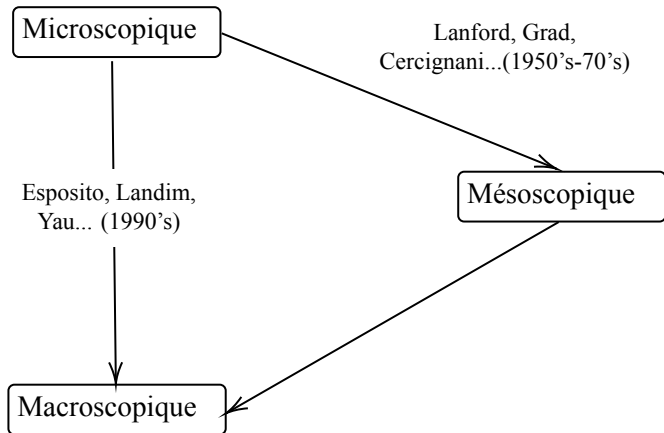 Microscopique
Lanford, Grad,
Cercignani...(1950's-70's)
Esposito, Landim,
Yau... (1990's)
Mésoscopique
Macroscopique